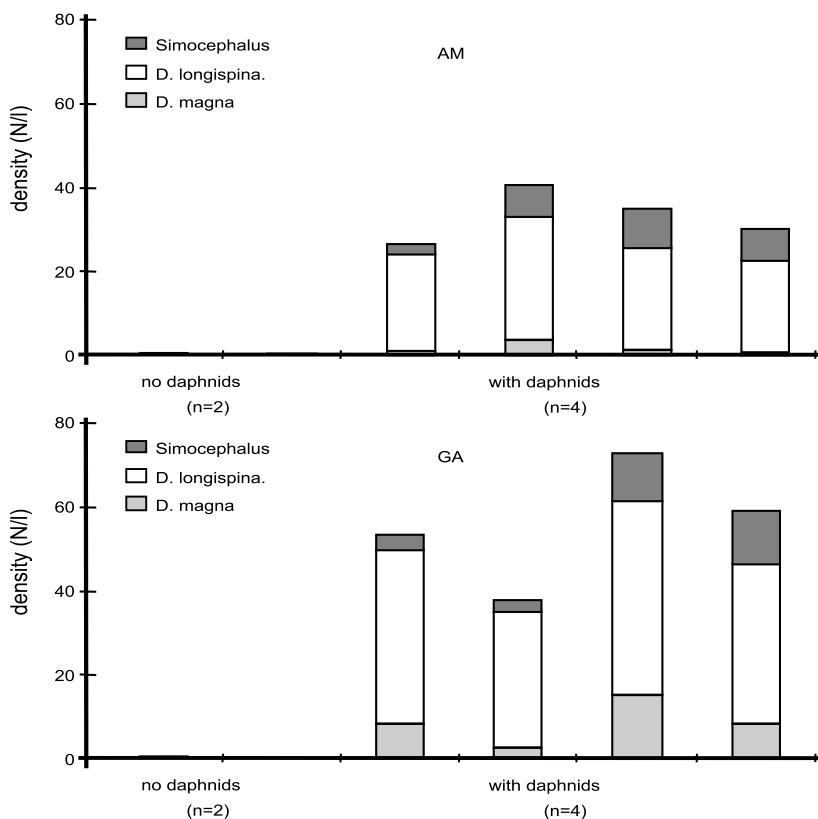 80
Simocephalus
AM
D. longispina.
60
D. magna
density (N/l)
40
20
0
no daphnids
with daphnids
(n=2)
(n=4)
80
Simocephalus
GA
D. longispina.
60
D. magna
density (N/l)
40
20
0
no daphnids
with daphnids
(n=2)
(n=4)